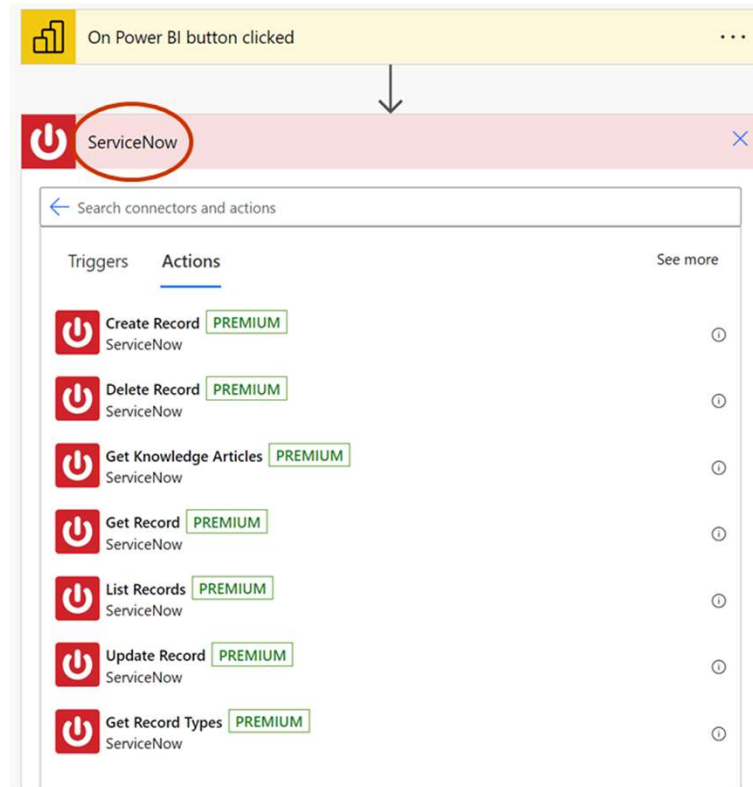 On Power BI button clicked
ServiceNow
Search connectors and actions
Triggers Actions See more
Create Record PREMIUM
ServiceNow
Delete Record PREMIUM
ServiceNow
Get Knowledge Articles PREMIUM
ServiceNow
Get Record PREMIUM
ServiceNow
List Records PREMIUM
ServiceNow
Update Record PREMIUM
ServiceNow
Get Record Types PREMIUM
ServiceNow